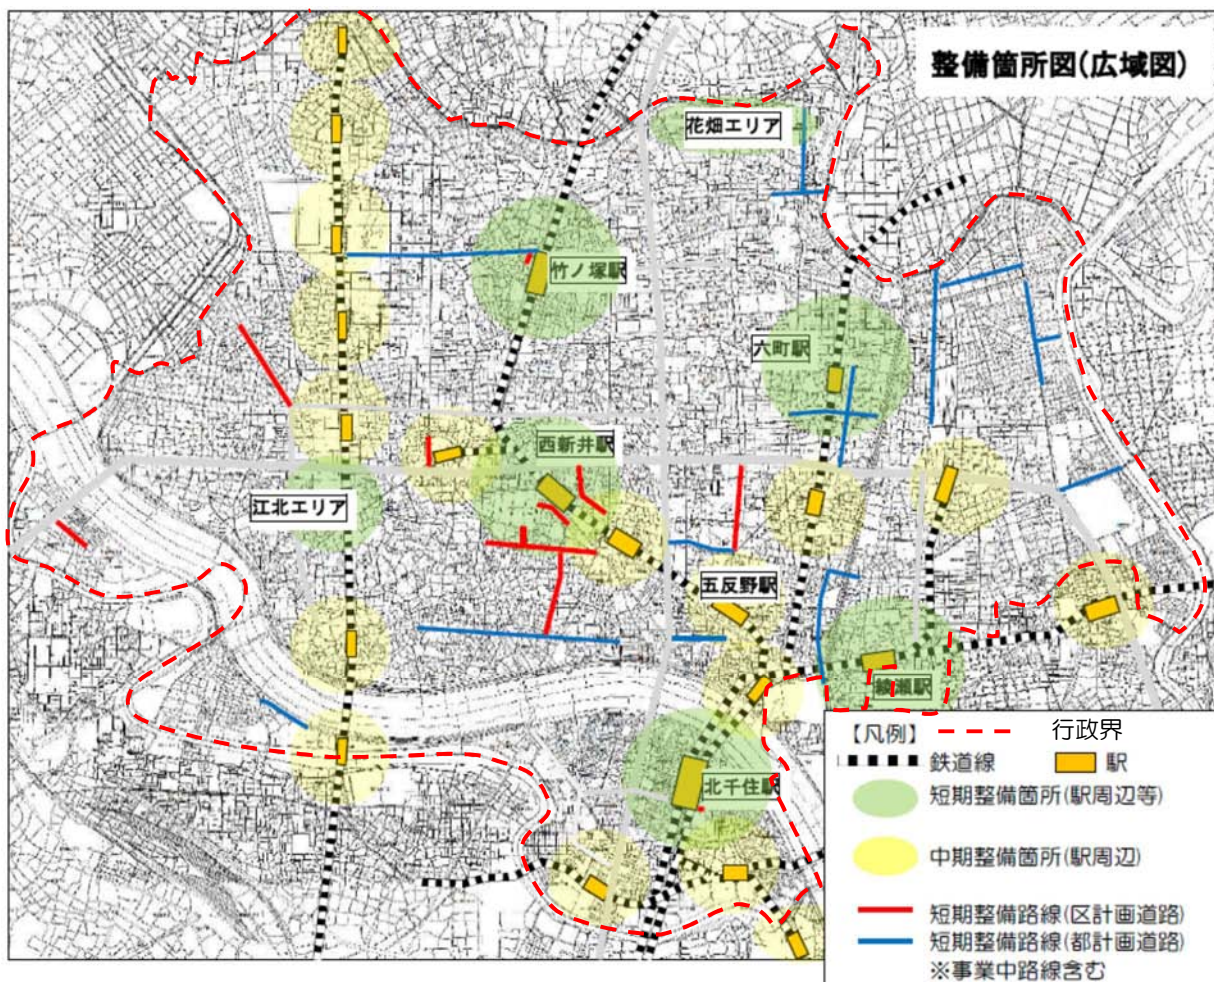 整備箇所図(広域図)
花畑エリア
竹ノ塚駅
六町駅
西新井駅
江北エリア
五反野駅
綾瀬駅
北千住駅
【凡例】
行政界
鉄道線
駅
短期整備箇所(駅周辺等)
中期整備箇所(駅周辺)
短期整備路線(区計画道路)
短期整備路線(都計画道路)
※事業中路線含む